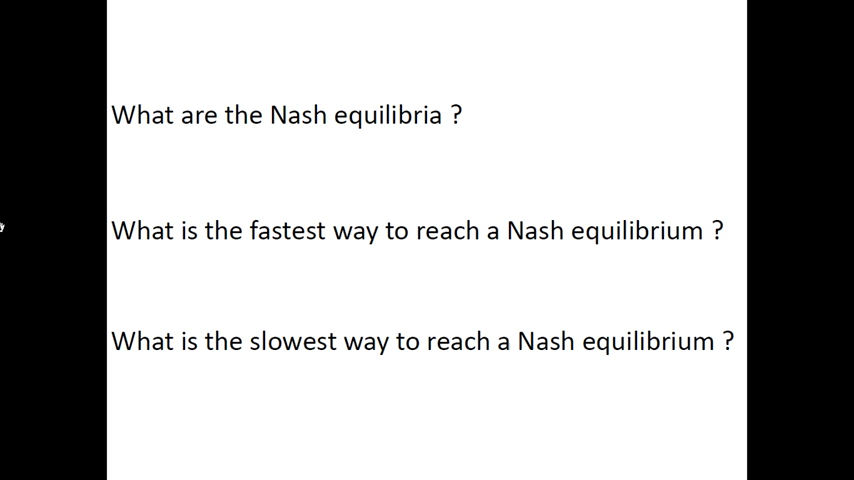 What are the Nash equilibria ?
What is the fastest way to reach a Nash equilibrium ?
What is the slowest way to reach a Nash equilibrium ?